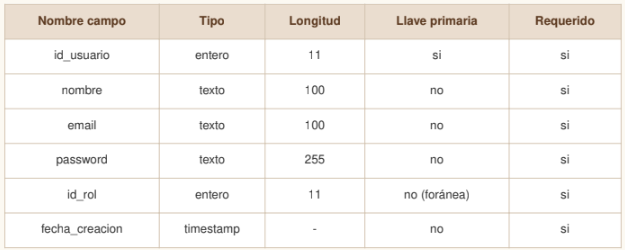 Nombre campo Tipo Longitud Llave primaria Requerido
id_usuario entero 11 si si
nombre texto 100 no si
email texto 100 no si
password texto 255 no si
id_rol entero 11 no (foránea) si
fecha_creacion timestamp - no si